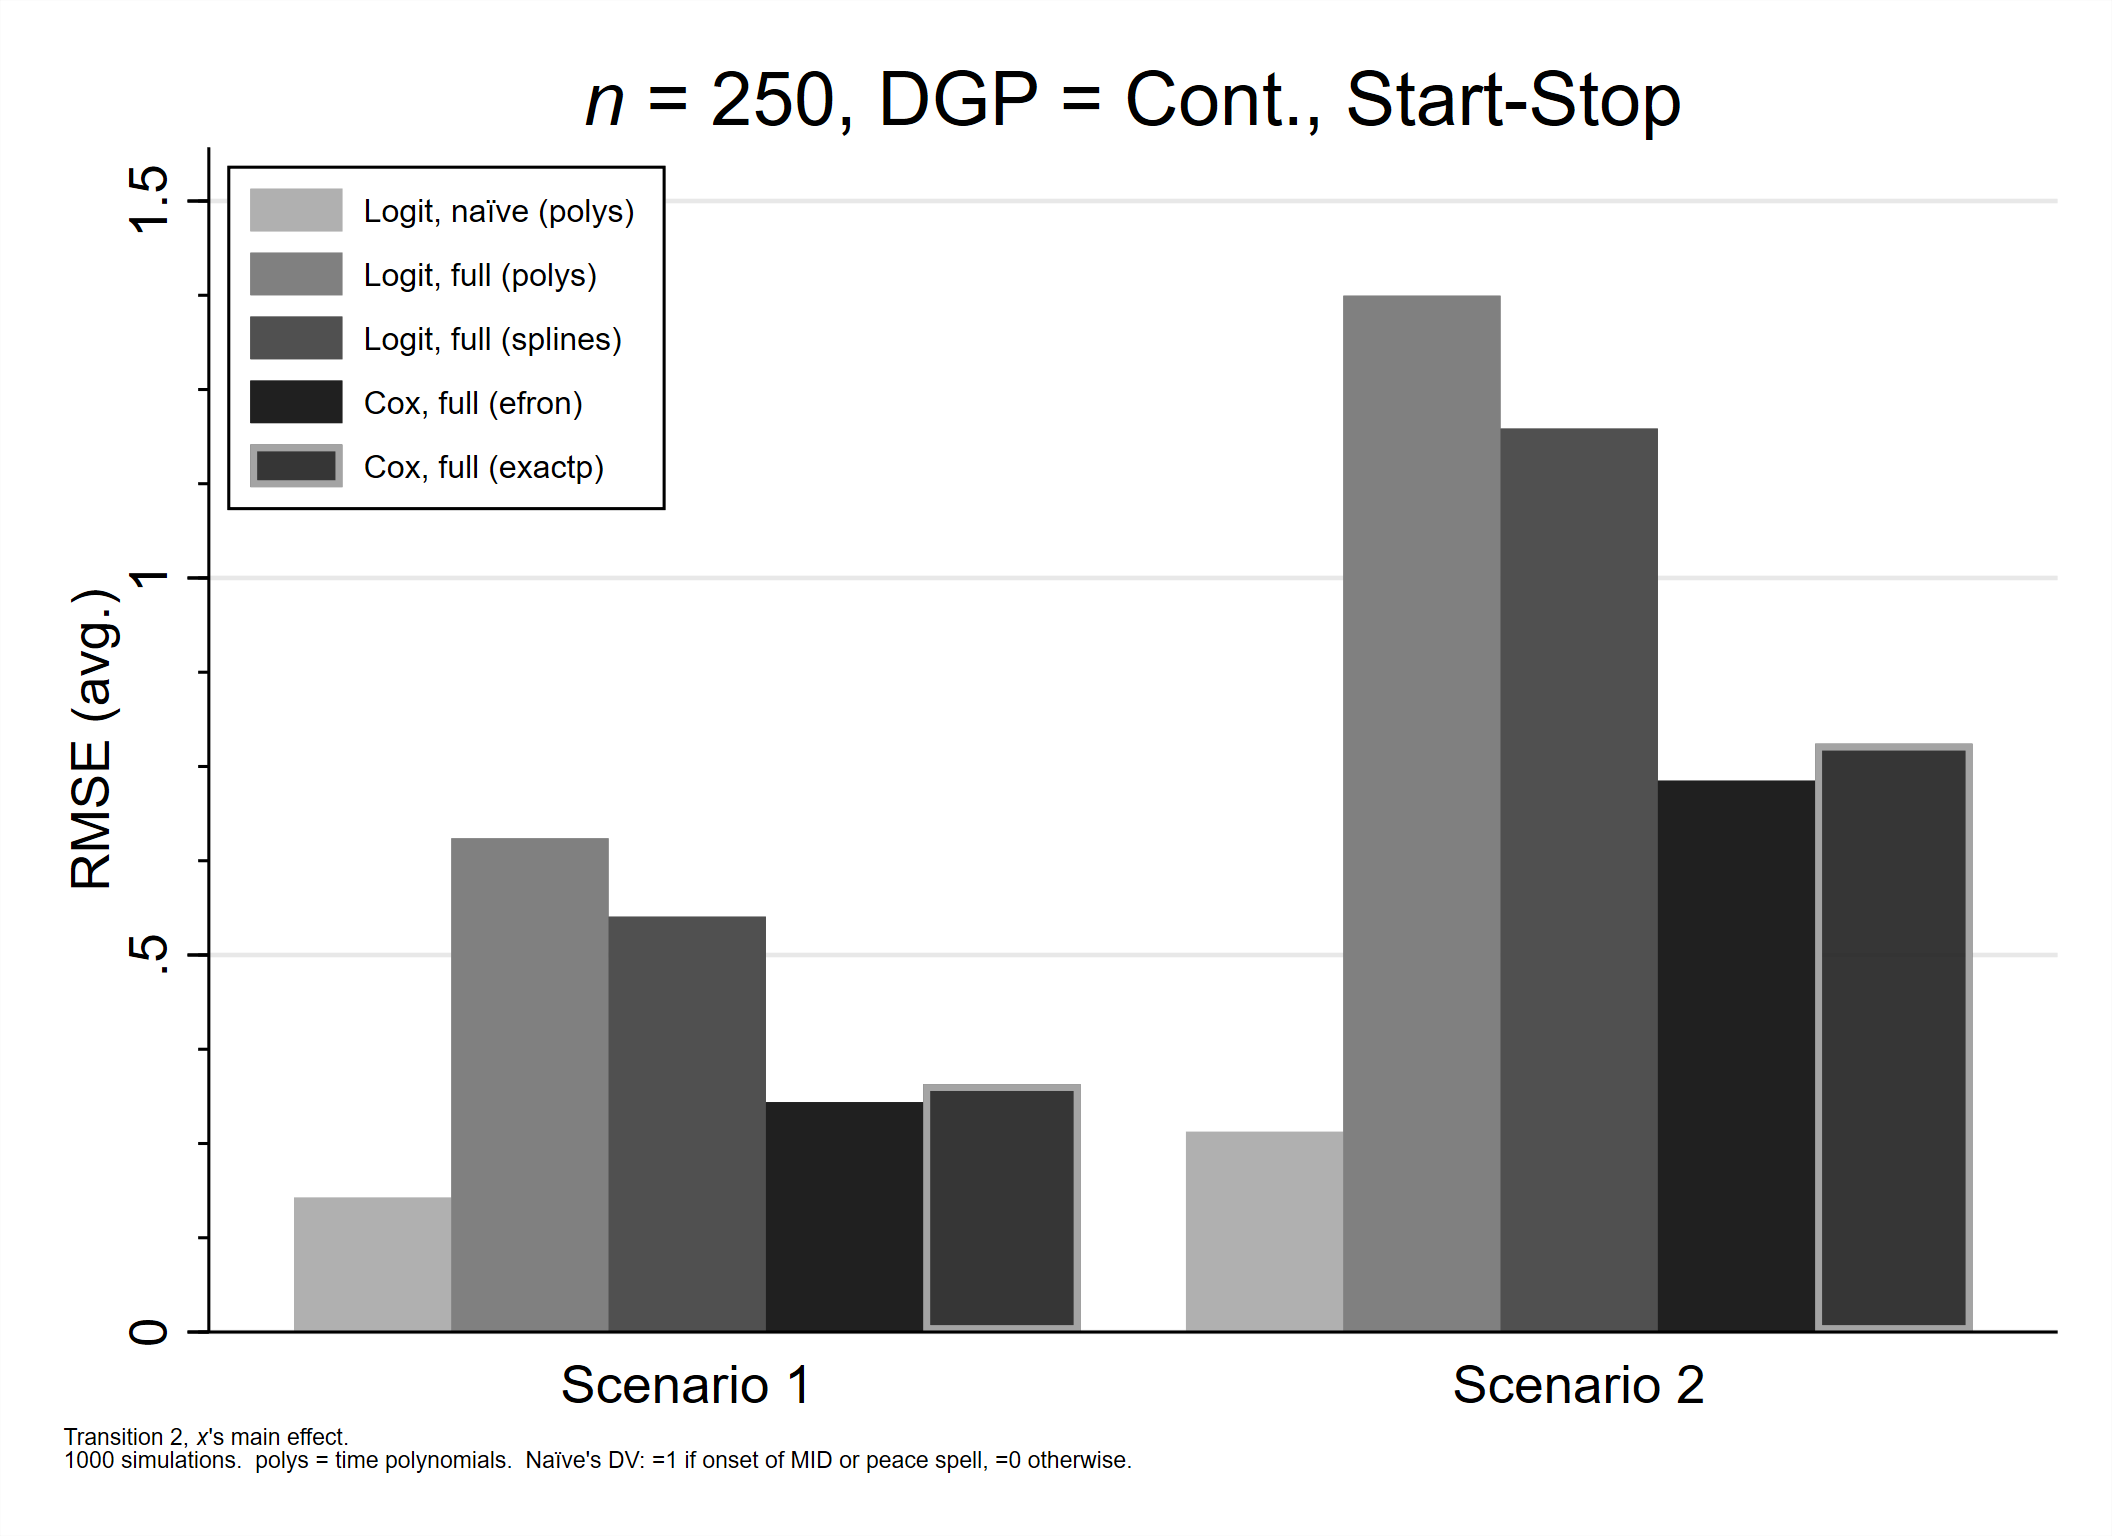 n = 250, DGP = Cont., Start-Stop
Logit, naïve (polys)
Logit, full (polys)
Logit, full (splines)
Cox, full (efron)
Cox, full (exactp)
RMSE (avg.)
1.5
1
.5
0
Scenario 1
Scenario 2
Transition 2, x's main effect.
1000 simulations.  polys = time polynomials.  Naïve's DV: =1 if onset of MID or peace spell, =0 otherwise.